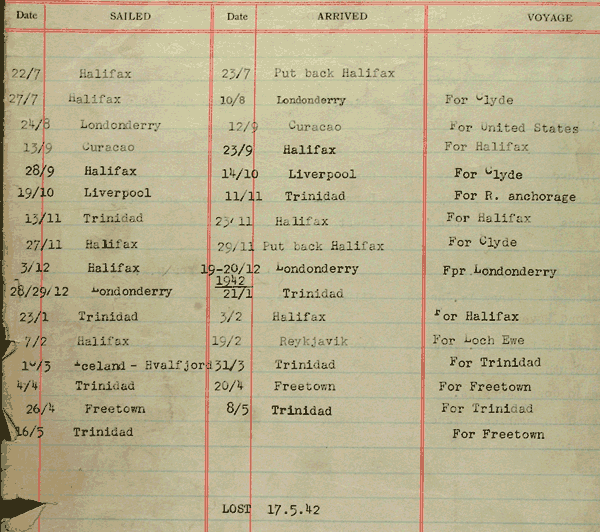 Date SAILED Date ARRIVED VOYAGE
22/7 Halifax 23/7 Put back Halifax
27/7 Halifax 10/8 Londonderry For Clyde
24/8 Londonderry 12/9 Curacao For United States
13/9 Curacao 23/9 Halifax For Halifax
28/9 Halifax 14/10 Liverpool For Clyde
19/10 Liverpool 11/11 Trinidad For R. anchorage
13/11 Trinidad 23/11 Halifax For Halifax
27/11 Halifax 29/11 Put back Halifax For Clyde
3/12 Halifax 19-20/12 Londonderry Fpr Londonderry
1942
28/29/12 Londonderry 21/1 Trinidad
23/1 Trinidad 3/2 Halifax For Halifax
7/2 Halifax 19/2 Reykjavik For Loch Ewe
Iceland - Hvalfjord 31/3 Trinidad For Trinidad
4/4 Trinidad 20/4 Freetown For Freetown
26/4 Freetown 8/5 Trinidad For Trinidad
16/5 Trinidad For Freetown
LOST 17.5.42